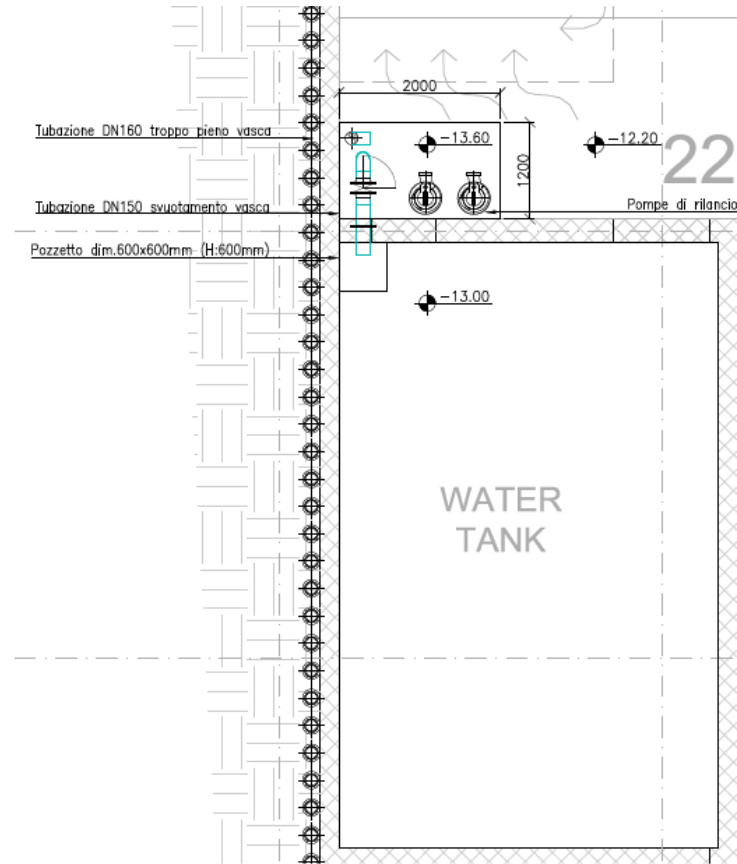 2000
Tubazione DN160 troppo pieno vasca
-13.60
-12.20
22
1200
Tubazione DN150 svuotamento vasca
Pompe di rilancio
Pozzetto dim.600x600mm (H:600mm)
-13.00
WATER
TANK